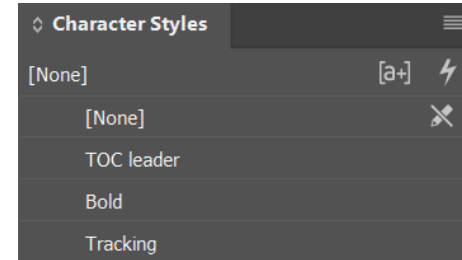 Character Styles
[None] [a+]
[None]
TOC leader
Bold
Tracking